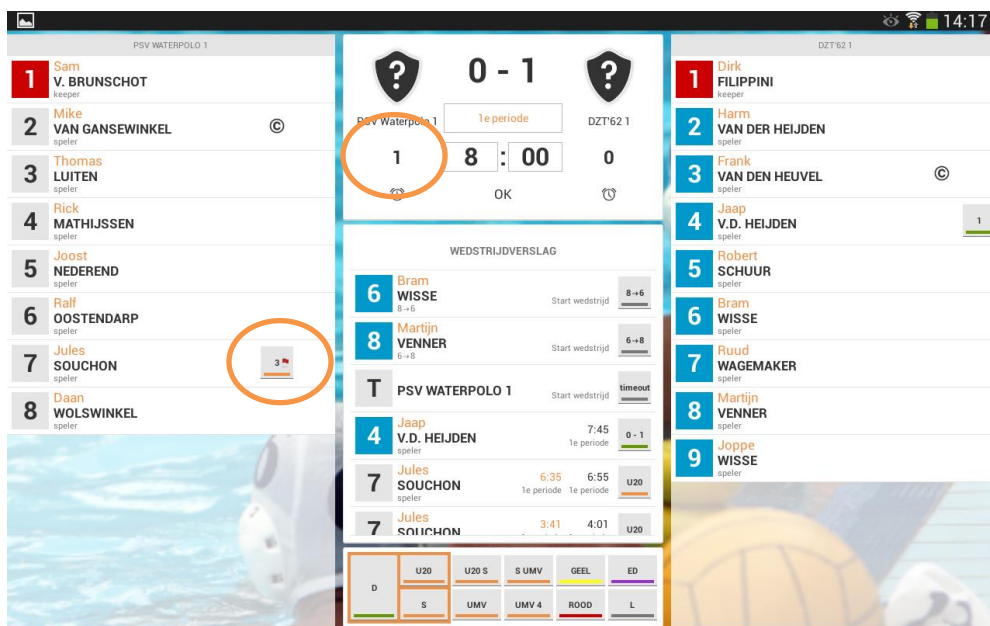 14:17
PSV WATERPOLO 1
1
Sam
V. BRUNSCHOT
keeper
2
Mike
VAN GANSEWINKEL
speler
©
3
Thomas
LUITEN
speler
4
Rick
MATHIJSSEN
speler
5
Joost
NEDEREND
speler
6
Ralf
OOSTENDARP
speler
7
Jules
SOUCHON
speler
3
8
Daan
WOLSWINKEL
speler
? 0 - 1 ?
PSV Waterpolo 1 1e periode DZT'62 1
1 8 : 00 0
OK
WEDSTRIJDVERSLAG
6
Bram
WISSE
8→6
Start wedstrijd
8→6
8
Martijn
VENNER
6→8
Start wedstrijd
6→8
T
PSV WATERPOLO 1
Start wedstrijd
timeout
4
Jaap
V.D. HEIJDEN
speler
7:45
1e periode
0 - 1
7
Jules
SOUCHON
speler
6:35 6:55
1e periode 1e periode
U20
7
Jules
SOUCHON
3:41 4:01
U20
D
U20 U20 S S UMV GEEL ED
S UMV UMV 4 ROOD L
DZT'62 1
1
Dirk
FILIPPINI
keeper
2
Harm
VAN DER HEIJDEN
speler
3
Frank
VAN DEN HEUVEL
speler
©
4
Jaap
V.D. HEIJDEN
speler
1
5
Robert
SCHUUR
speler
6
Bram
WISSE
speler
7
Ruud
WAGEMAKER
speler
8
Martijn
VENNER
speler
9
Joppe
WISSE
speler